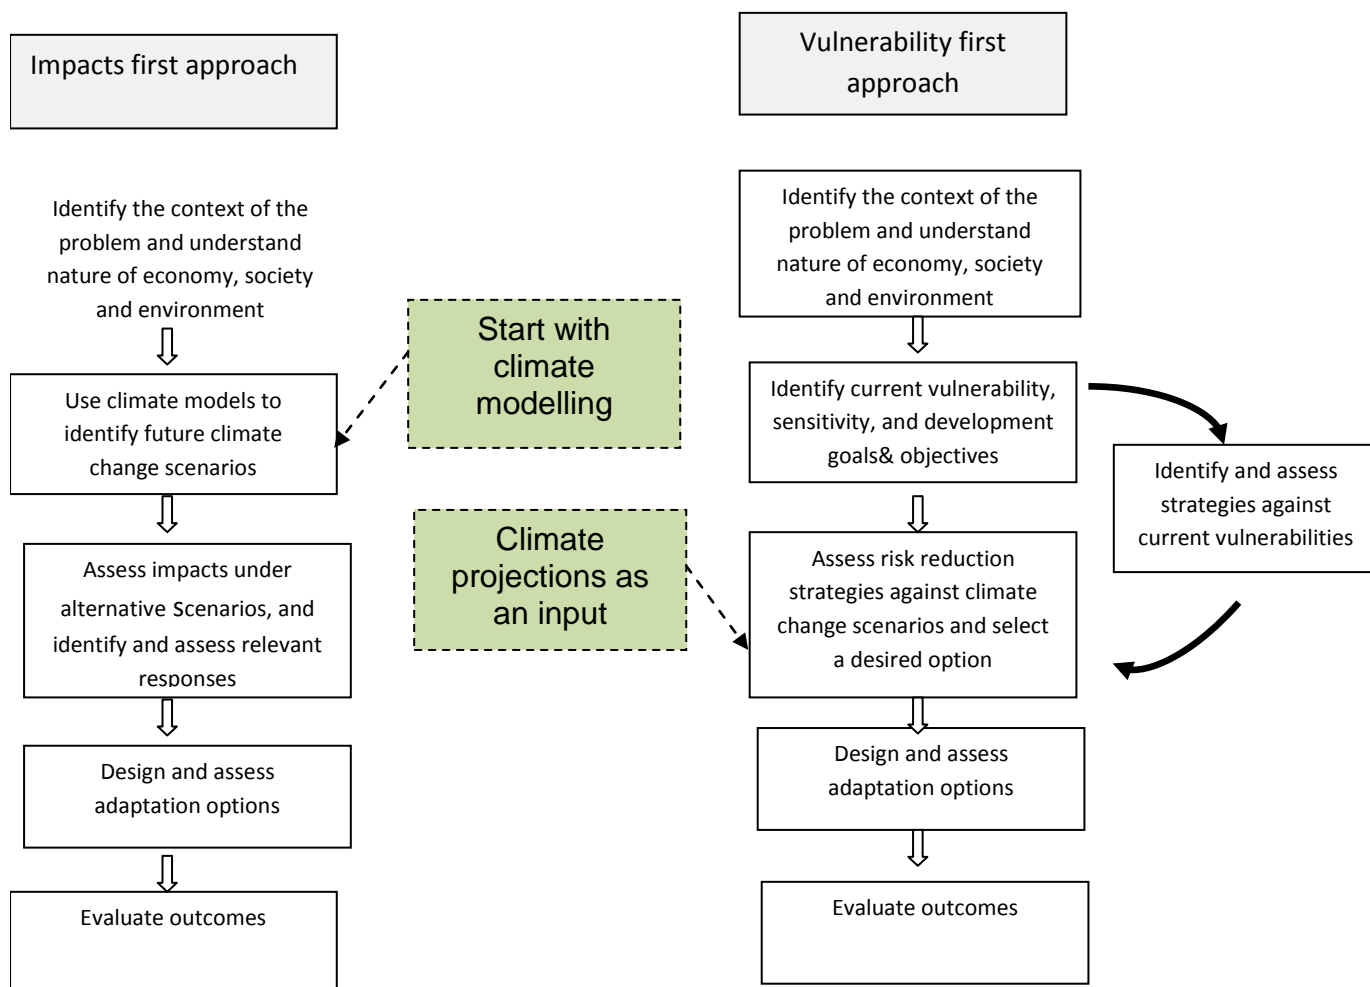 Impacts first approach
Identify the context of the
problem and understand
nature of economy, society
and environment
Use climate models to
identify future climate
change scenarios
Assess impacts under
alternative Scenarios, and
identify and assess relevant
responses
Design and assess
adaptation options
Evaluate outcomes
Start with
climate
modelling
Climate
projections as
an input
Vulnerability first
approach
Identify the context of the
problem and understand
nature of economy, society
and environment
Identify current vulnerability,
sensitivity, and development
goals& objectives
Identify and assess
strategies against
current vulnerabilities
Assess risk reduction
strategies against climate
change scenarios and select
a desired option
Design and assess
adaptation options
Evaluate outcomes